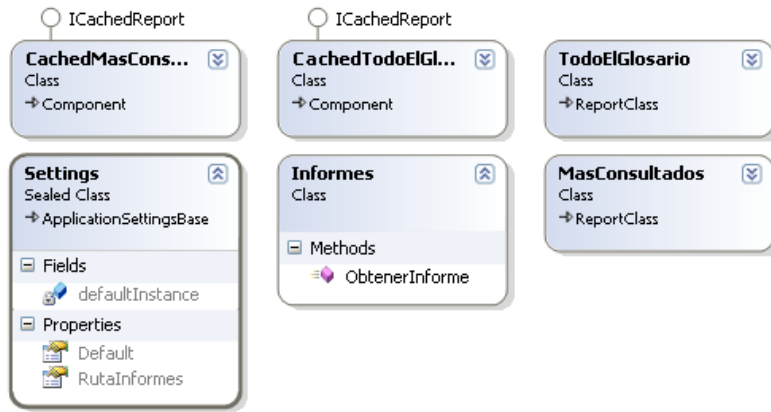 ICachedReport
ICachedReport
CachedMasCons...
Class
Component
CachedTodoElGl...
Class
Component
TodoElGlosario
Class
ReportClass
Settings
Sealed Class
ApplicationSettingsBase
Fields
defaultInstance
Properties
Default
RutaInformes
Informes
Class
Methods
ObtenerInforme
MasConsultados
Class
ReportClass